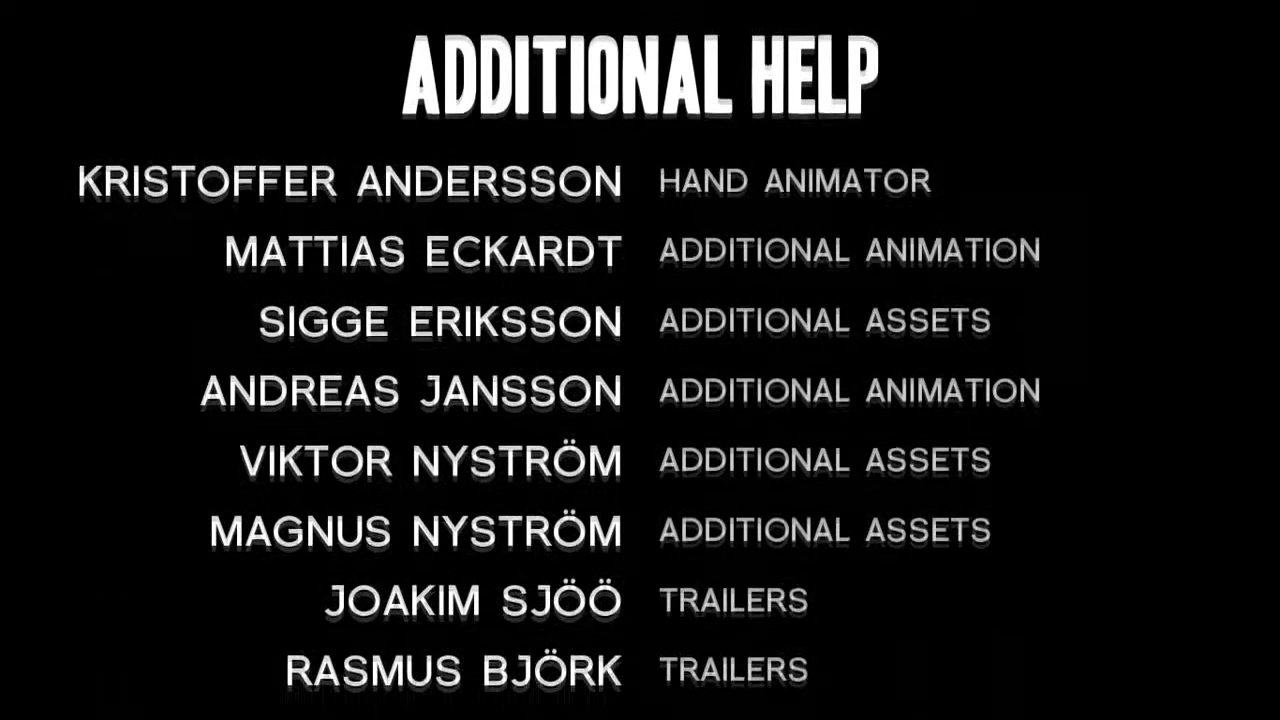 ADDITIONAL HELP
KRISTOFFER ANDERSSON HAND ANIMATOR
MATTIAS ECKARDT ADDITIONAL ANIMATION
SIGGE ERIKSSON ADDITIONAL ASSETS
ANDREAS JANSSON ADDITIONAL ANIMATION
VIKTOR NYSTRÖM ADDITIONAL ASSETS
MAGNUS NYSTRÖM ADDITIONAL ASSETS
JOAKIM SJÖÖ TRAILERS
RASMUS BJÖRK TRAILERS